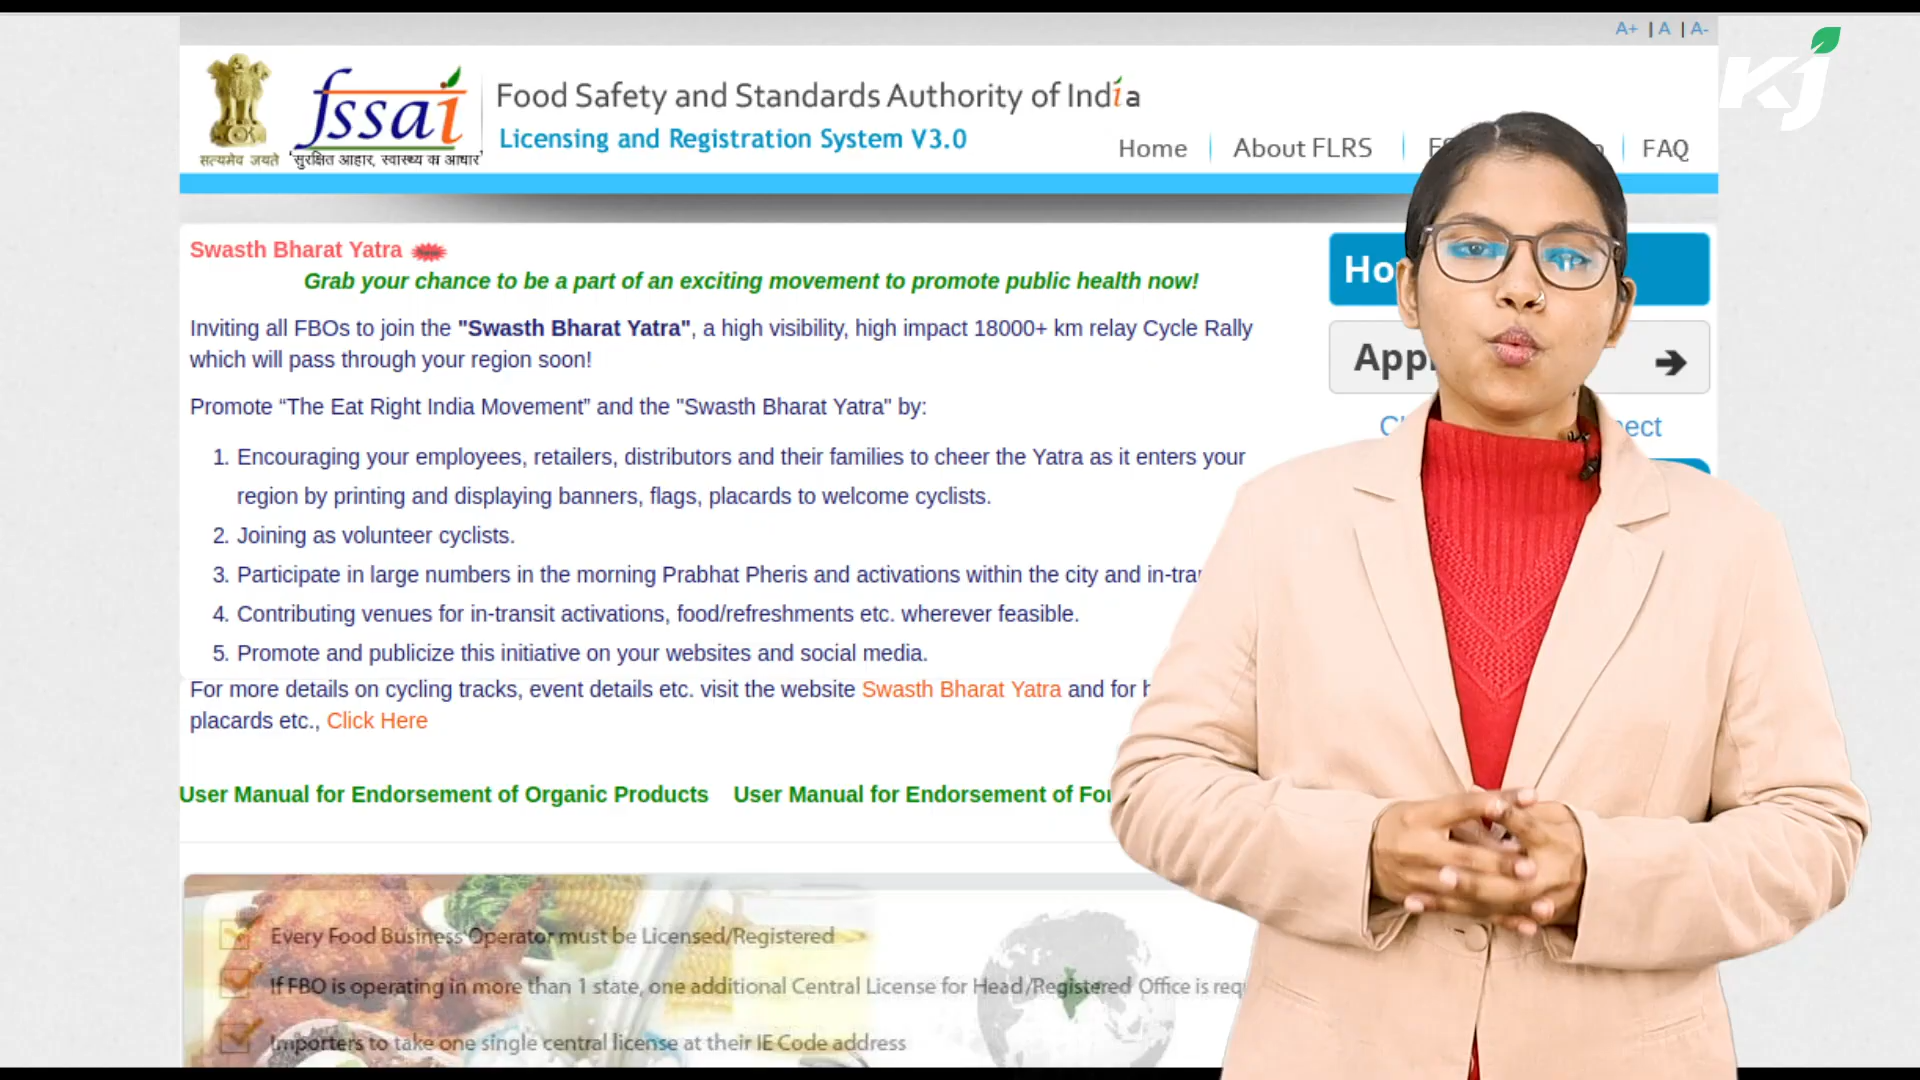 A+ | A | A-
KJ
सत्यमेव जयते
fssai
'सुरक्षित आहार, स्वास्थ्य का आधार'
Food Safety and Standards Authority of India
Licensing and Registration System V3.0
Home About FLRS FAQ
Swasth Bharat Yatra
Grab your chance to be a part of an exciting movement to promote public health now!
Inviting all FBOs to join the "Swasth Bharat Yatra", a high visibility, high impact 18000+ km relay Cycle Rally
which will pass through your region soon!
Promote “The Eat Right India Movement” and the "Swasth Bharat Yatra" by:
1. Encouraging your employees, retailers, distributors and their families to cheer the Yatra as it enters your
region by printing and displaying banners, flags, placards to welcome cyclists.
2. Joining as volunteer cyclists.
3. Participate in large numbers in the morning Prabhat Pheris and activations within the city and
4. Contributing venues for in-transit activations, food/refreshments etc. wherever feasible.
5. Promote and publicize this initiative on your websites and social media.
For more details on cycling tracks, event details etc. visit the website Swasth Bharat Yatra and for
placards etc., Click Here
User Manual for Endorsement of Organic Products User Manual for Endorsement of
Every Food Business Operator must be Licensed/Registered
If FBO is operating in more than 1 state, one additional Central License for Head/Registered Office is
Importers to take one single central license at their IE Code address